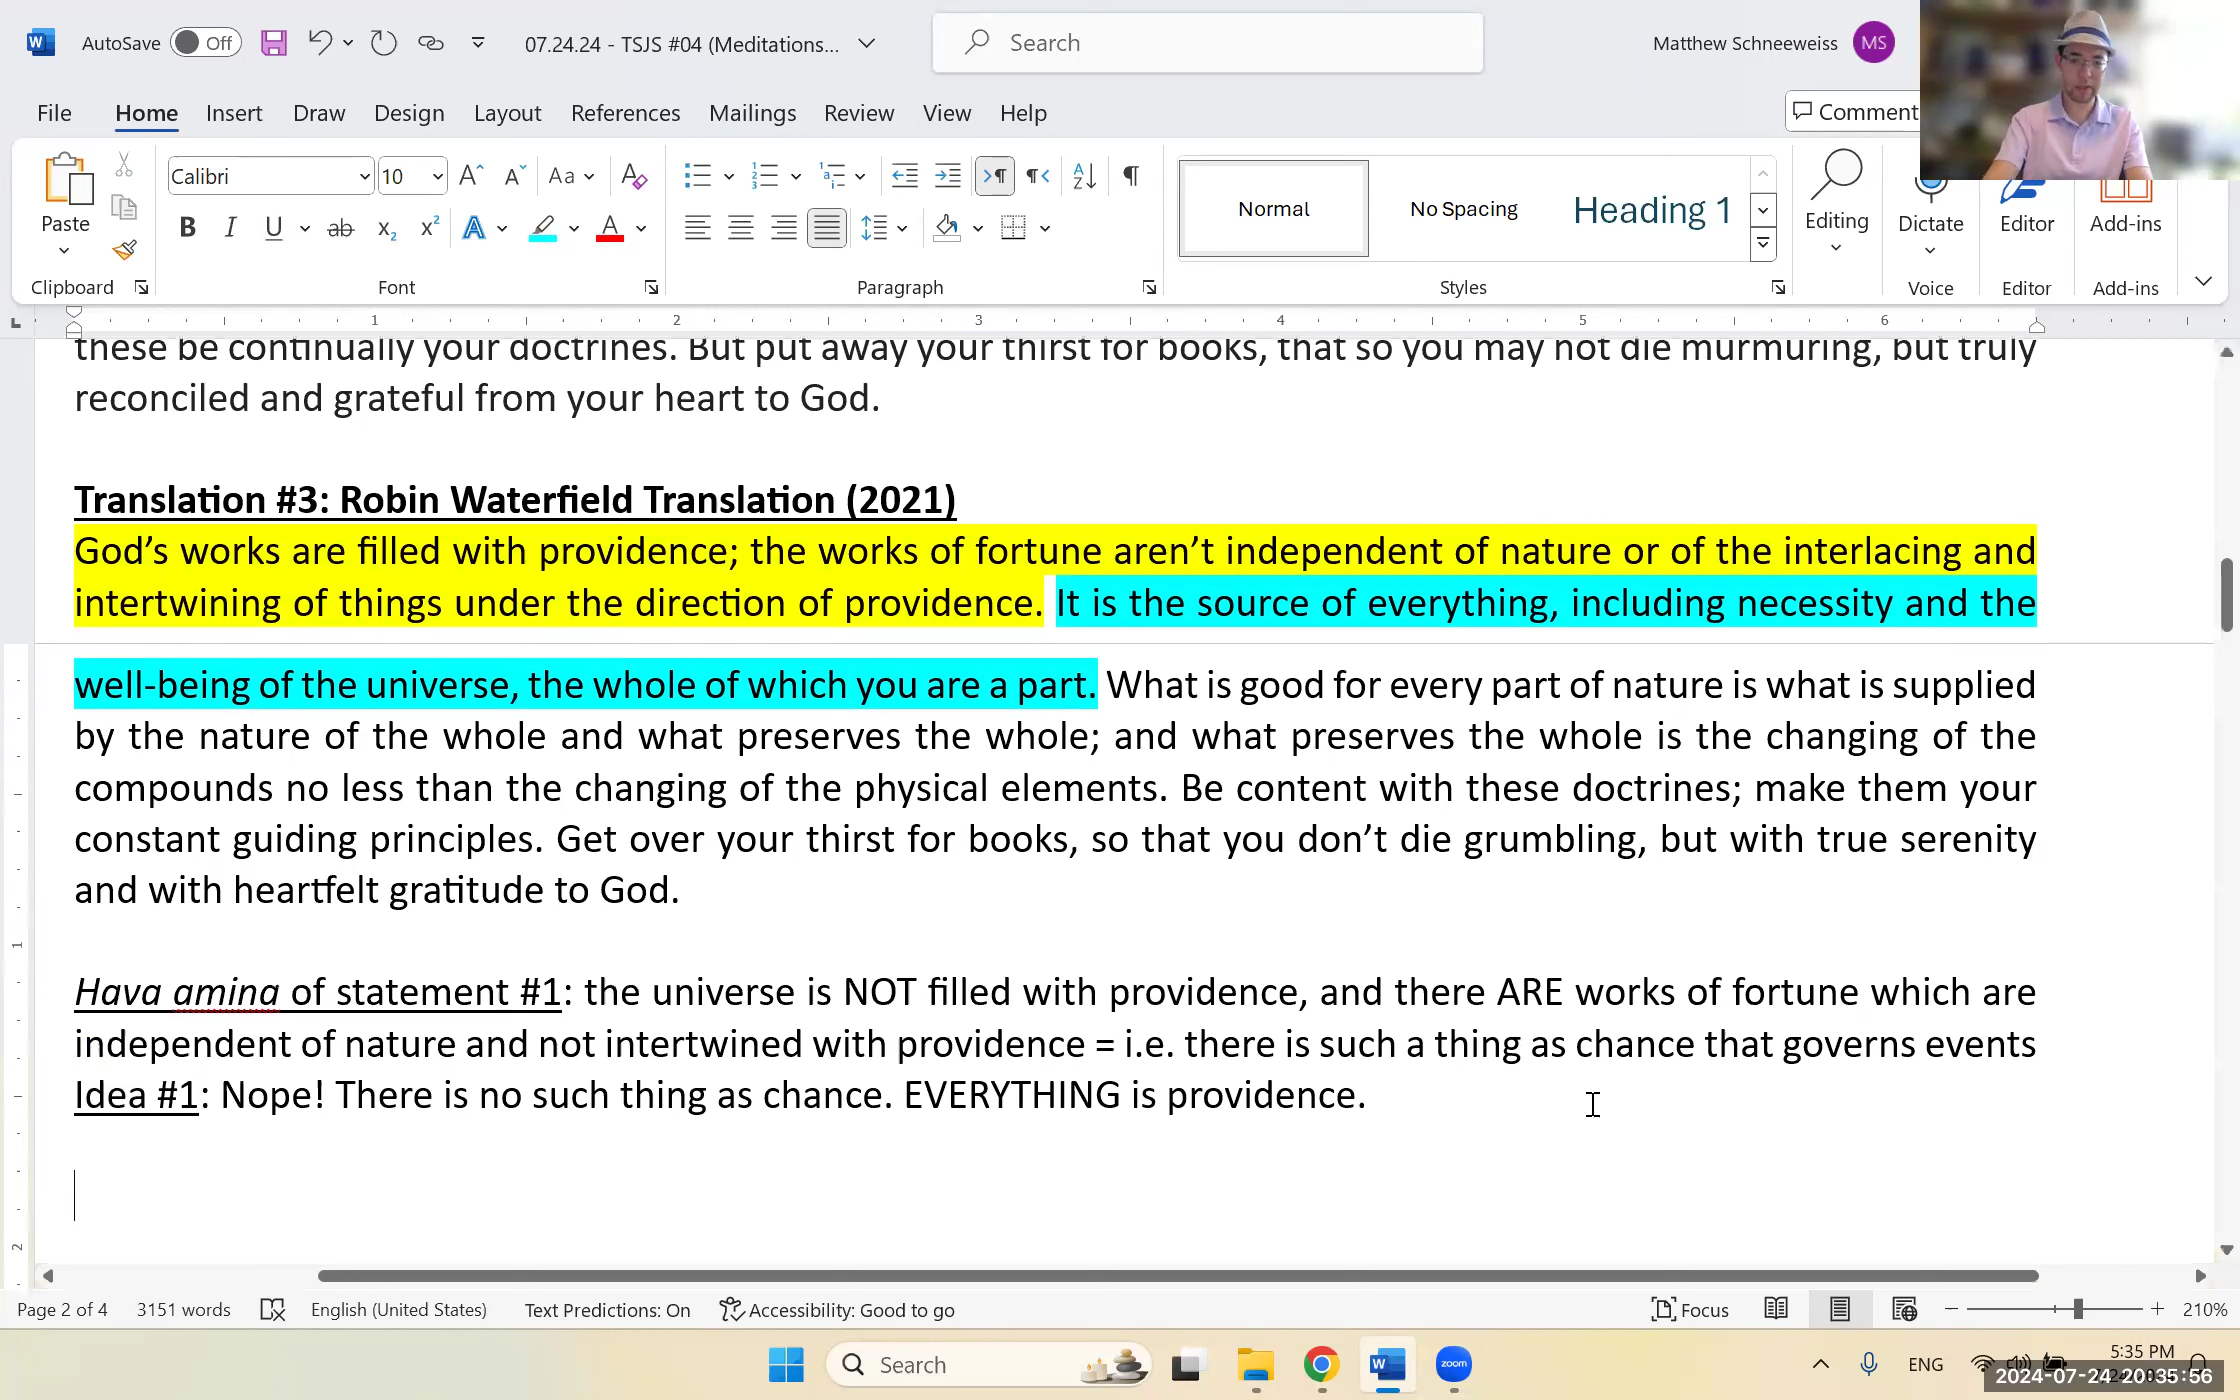 AutoSave Off 07.24.24 - TSJS #04 (Meditations... Search Matthew Schneeweiss MS
File Home Insert Draw Design Layout References Mailings Review View Help Comment
Paste Calibri 10 Normal No Spacing Heading 1 Editing Dictate Editor Add-ins
Clipboard Font Paragraph Styles Voice Editor Add-ins
1 2 3 4 5 6
these be continually your doctrines. But put away your thirst for books, that so you may not die murmuring, but truly
reconciled and grateful from your heart to God.
Translation #3: Robin Waterfield Translation (2021)
God’s works are filled with providence; the works of fortune aren’t independent of nature or of the interlacing and
intertwining of things under the direction of providence. It is the source of everything, including necessity and the
well-being of the universe, the whole of which you are a part. What is good for every part of nature is what is supplied
by the nature of the whole and what preserves the whole; and what preserves the whole is the changing of the
compounds no less than the changing of the physical elements. Be content with these doctrines; make them your
constant guiding principles. Get over your thirst for books, so that you don’t die grumbling, but with true serenity
and with heartfelt gratitude to God.
Hava amina of statement #1: the universe is NOT filled with providence, and there ARE works of fortune which are
independent of nature and not intertwined with providence = i.e. there is such a thing as chance that governs events
Idea #1: Nope! There is no such thing as chance. EVERYTHING is providence.
Page 2 of 4 3151 words English (United States) Text Predictions: On Accessibility: Good to go Focus 210%
Search zoom ENG 5:35 PM
2024-07-24 20:35:56